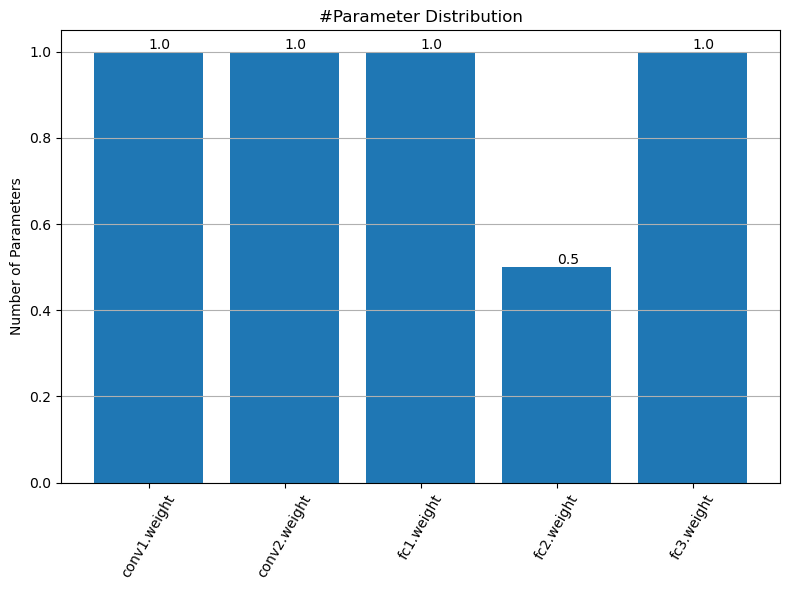 #Parameter Distribution
Number of Parameters
1.0
0.8
0.6
0.4
0.2
0.0
1.0
1.0
1.0
0.5
1.0
conv1.weight
conv2.weight
fc1.weight
fc2.weight
fc3.weight